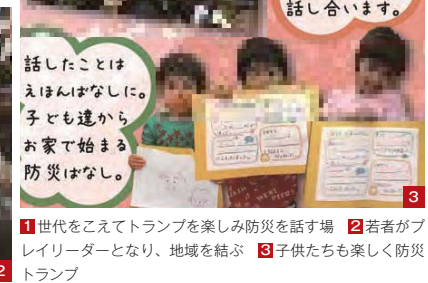 話し合います。
話したことは
えほんばなしに。
子ども達から
お家で始まる
防災ばなし。
3
2
1世代をこえてトランプを楽しみ防災を話す場 2若者がプ
レイリーダーとなり、地域を結ぶ 3子供たちも楽しく防災
トランプ